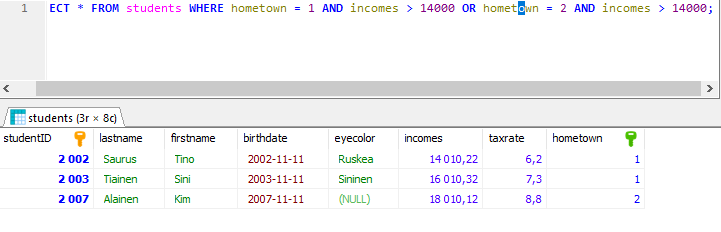 1 ECT * FROM students WHERE hometown = 1 AND incomes > 14000 OR hometown = 2 AND incomes > 14000;
students (3r × 8c)
studentID lastname firstname birthdate eyecolor incomes taxrate hometown
2 002 Saurus Tino 2002-11-11 Ruskea 14 010,22 6,2 1
2 003 Tiainen Sini 2003-11-11 Sininen 16 010,32 7,3 1
2 007 Alainen Kim 2007-11-11 (NULL) 18 010,12 8,8 2